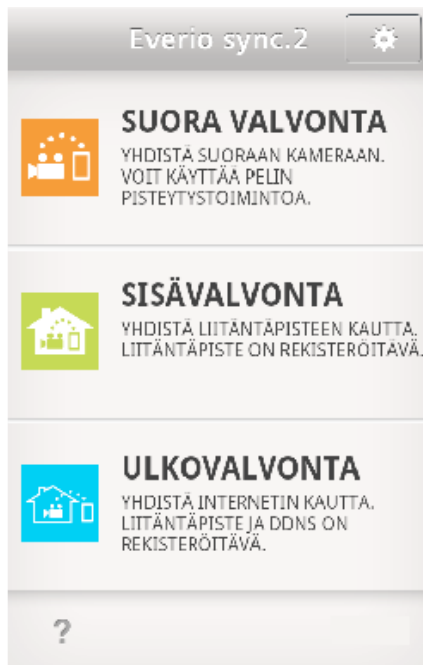 Everio sync.2
SUORA VALVONTA
YHDISTÄ SUORAAN KAMERAAN.
VOIT KÄYTTÄÄ PELIN
PISTEYTYSTOIMINTOA.
SISÄVALVONTA
YHDISTÄ LIITÄNTÄPISTEEN KAUTTA.
LIITÄNTÄPISTE ON REKISTERÖITÄVÄ.
ULKOVALVONTA
YHDISTÄ INTERNETIN KAUTTA.
LIITÄNTÄPISTE JA DDNS ON
REKISTERÖITTÄVÄ.
?